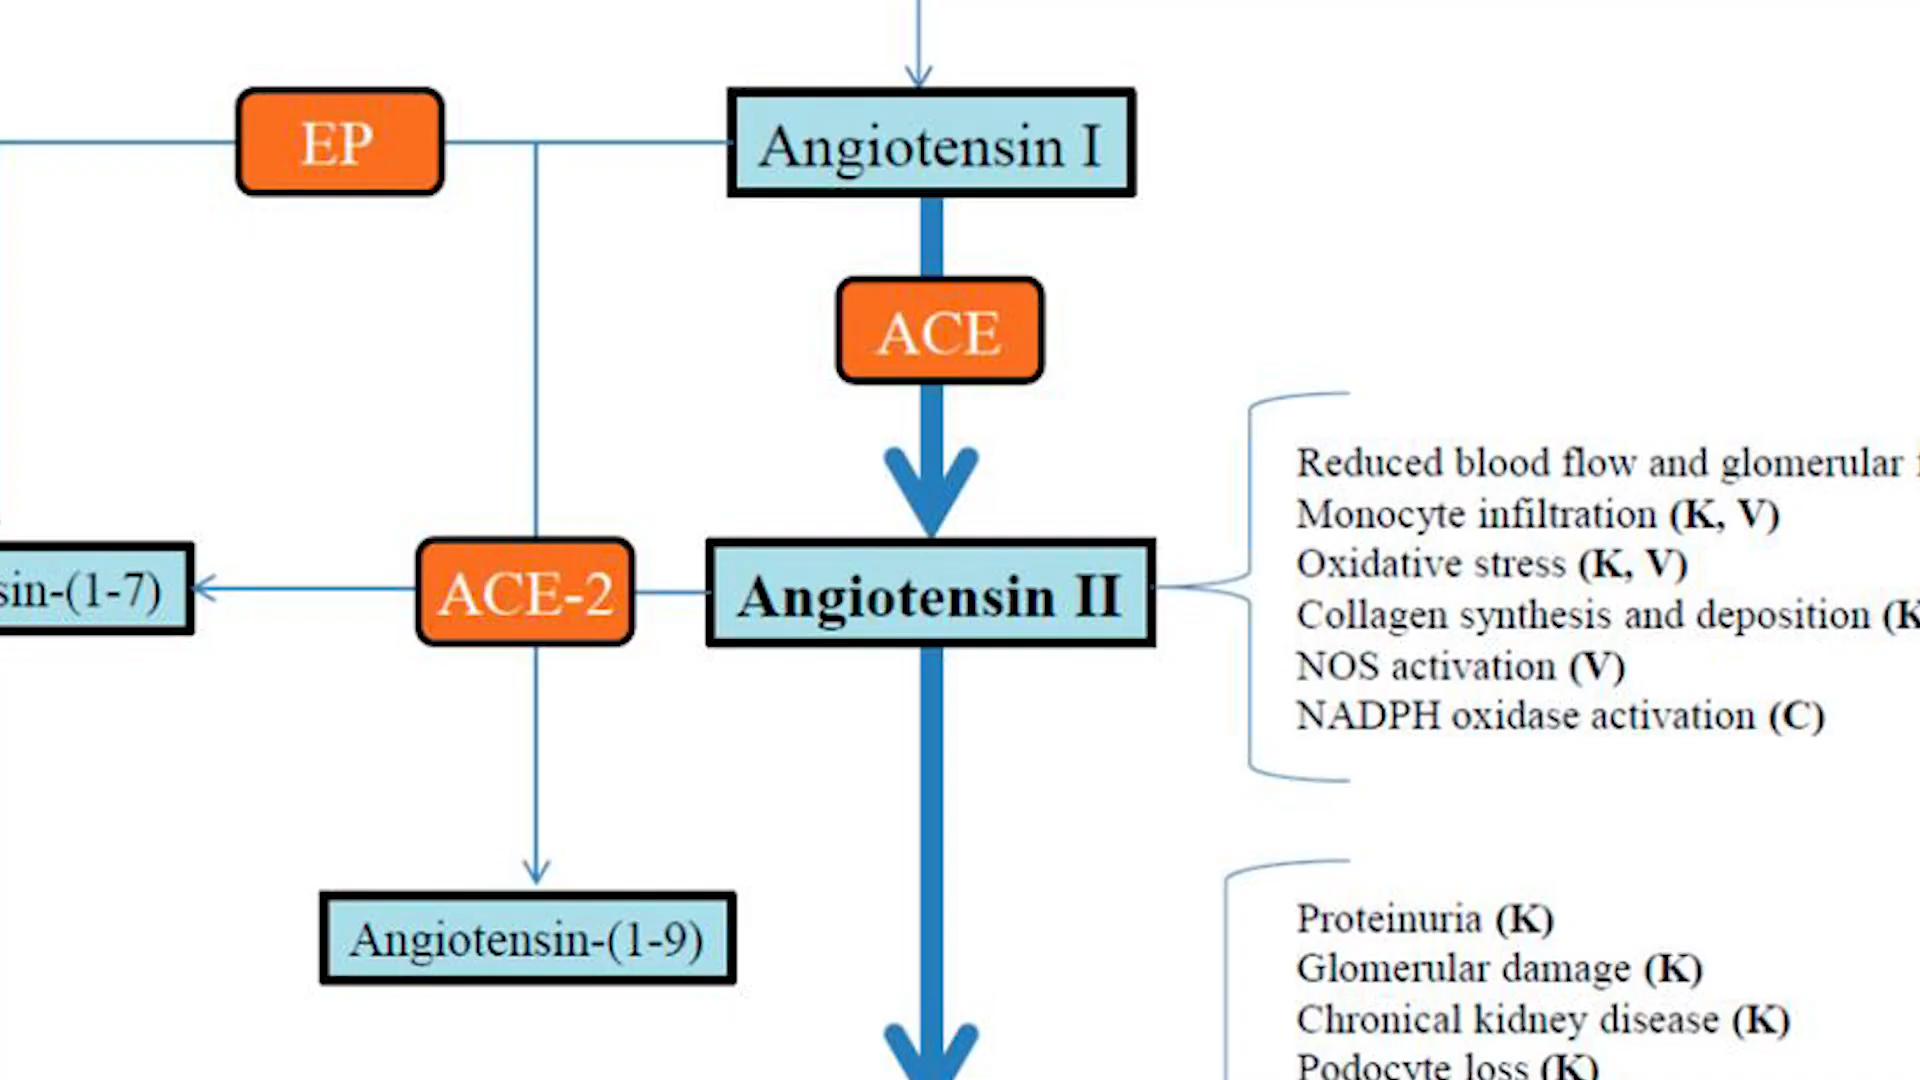 EP
Angiotensin I
ACE
Reduced blood flow and glomerular
Monocyte infiltration (K, V)
Oxidative stress (K, V)
sin-(1-7)
ACE-2
Angiotensin II
Collagen synthesis and deposition (K
NOS activation (V)
NADPH oxidase activation (C)
Angiotensin-(1-9)
Proteinuria (K)
Glomerular damage (K)
Chronical kidney disease (K)
Podocyte loss (K)